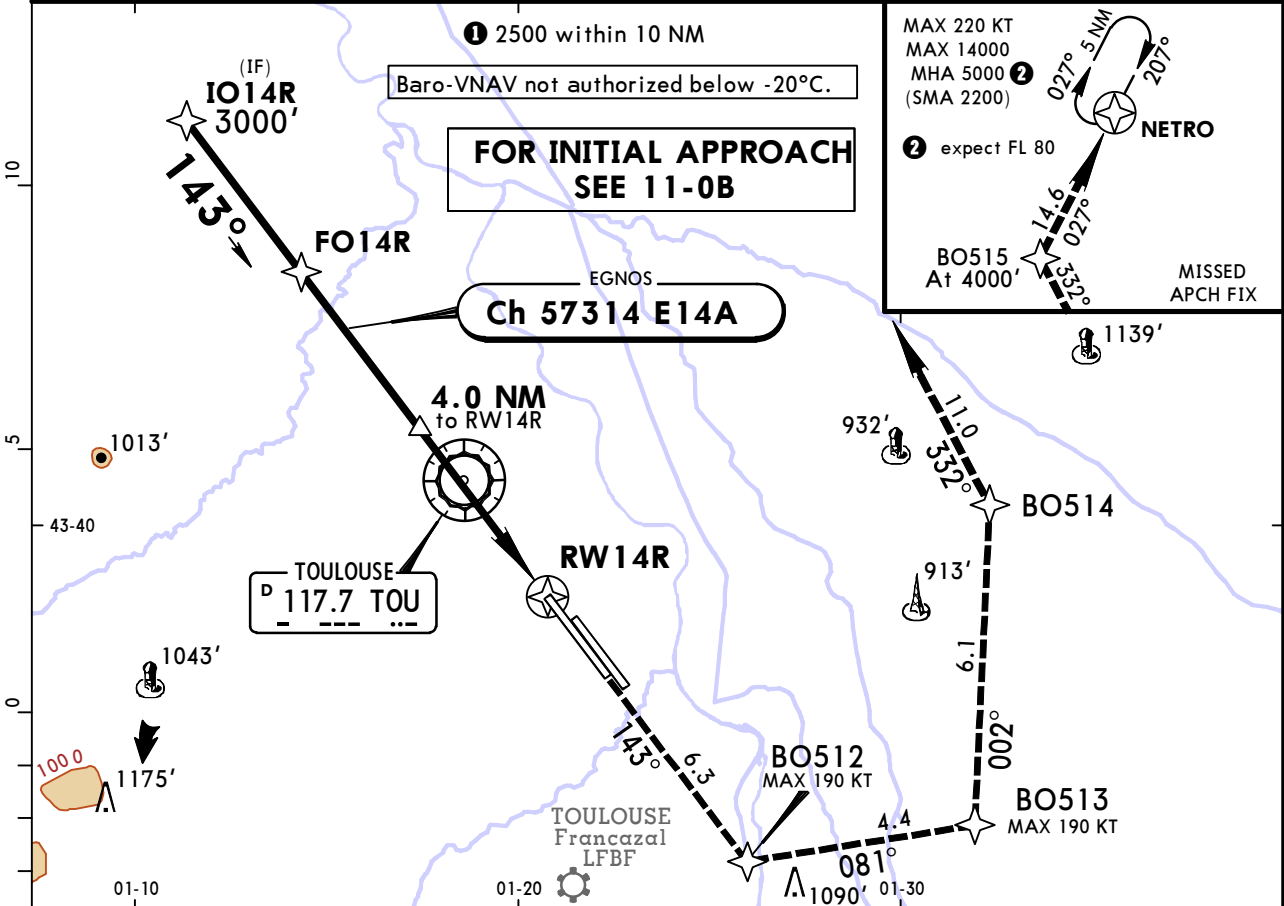 ❶ 2500 within 10 NM
Baro-VNAV not authorized below -20°C.
FOR INITIAL APPROACH
SEE 11-0B
MAX 220 KT
MAX 14000
MHA 5000 ❷
(SMA 2200)
❷ expect FL 80
027°
5 NM
207°
NETRO
14.6
027°
BO515
At 4000'
332°
MISSED
APCH FIX
(IF)
IO14R
3000'
143°
FO14R
EGNOS
Ch 57314 E14A
4.0 NM
to RW14R
1139'
932'
11.0
332°
BO514
1013'
10
5
0
43-40
TOULOUSE
D 117.7 TOU
RW14R
913'
6.1
002°
1043'
1000
1175'
143°
6.3
BO512
MAX 190 KT
BO513
MAX 190 KT
4.4
081°
TOULOUSE
Francazal
LFBF
1090'
01-10
01-20
01-30